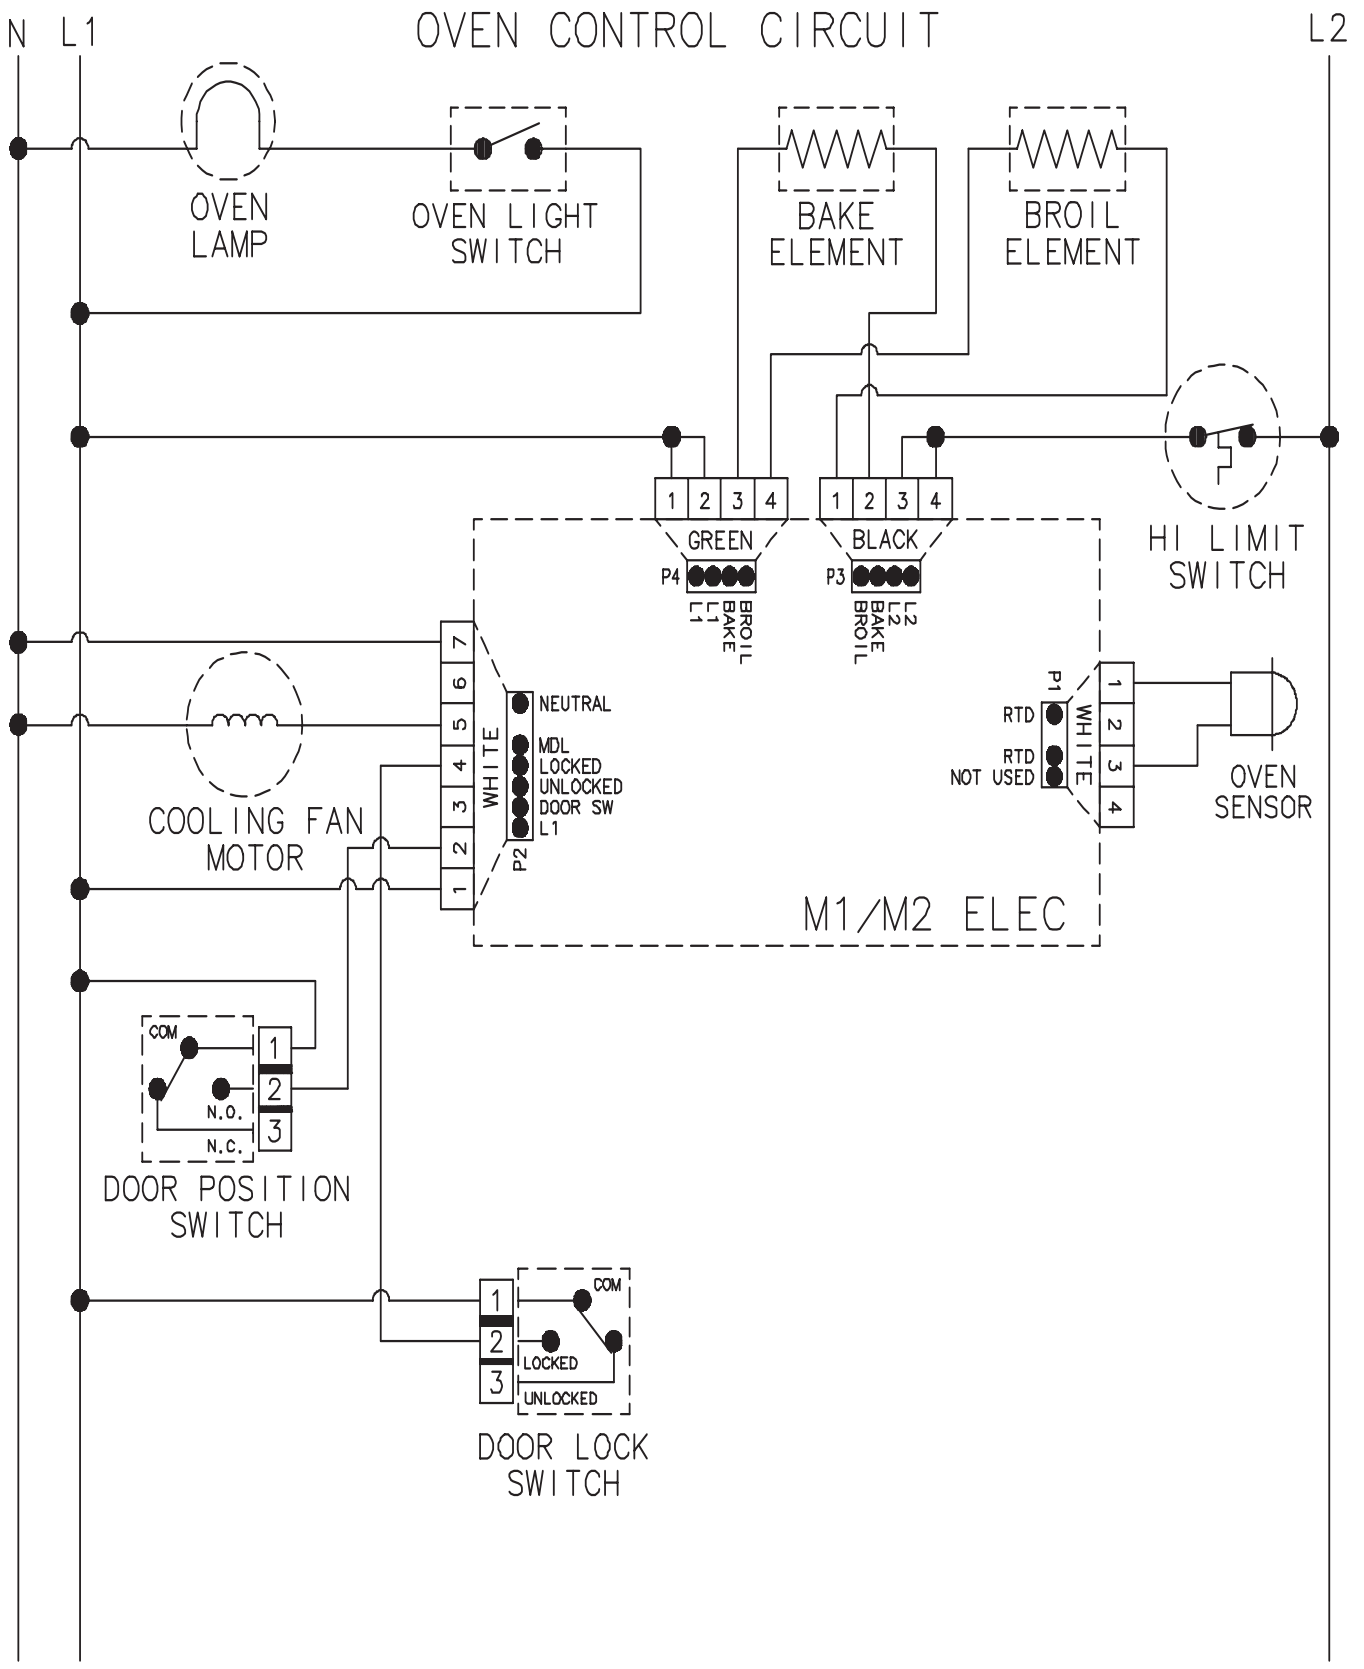 N L1 OVEN CONTROL CIRCUIT L2
OVEN
LAMP
OVEN LIGHT
SWITCH
BAKE
ELEMENT
BROIL
ELEMENT
1 2 3 4
1 2 3 4
GREEN
BLACK
P4
P3
L1
L1
BAKE
BROIL
BROIL
BAKE
L2
L2
HI LIMIT
SWITCH
7
6
5
4
3
2
1
WHITE
NEUTRAL
MDL
LOCKED
UNLOCKED
DOOR SW
L1
P2
P1
RTD
RTD
NOT USED
WHITE
1
2
3
4
OVEN
SENSOR
COOLING FAN
MOTOR
M1/M2 ELEC
COM
1
2
3
N.O.
N.C.
DOOR POSITION
SWITCH
1
2
3
COM
LOCKED
UNLOCKED
DOOR LOCK
SWITCH